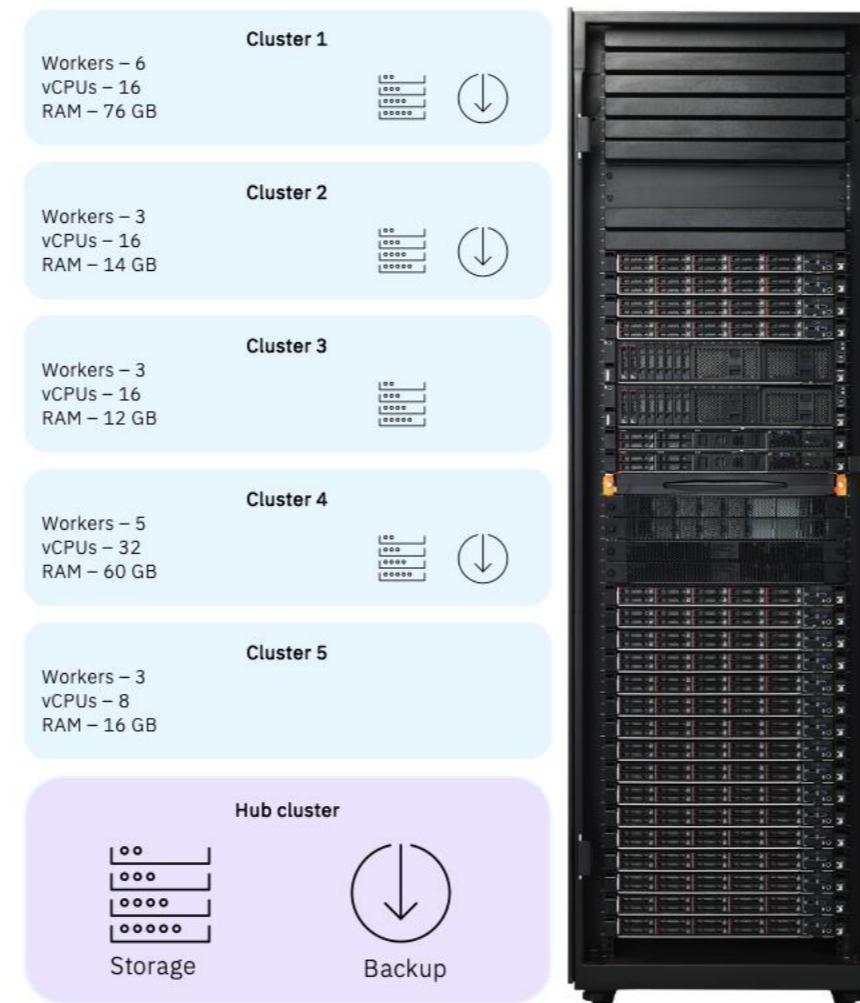 Cluster 1
Workers – 6
vCPUs – 16
RAM – 76 GB
Cluster 2
Workers – 3
vCPUs – 16
RAM – 14 GB
Cluster 3
Workers – 3
vCPUs – 16
RAM – 12 GB
Cluster 4
Workers – 5
vCPUs – 32
RAM – 60 GB
Cluster 5
Workers – 3
vCPUs – 8
RAM – 16 GB
Hub cluster
Storage
Backup